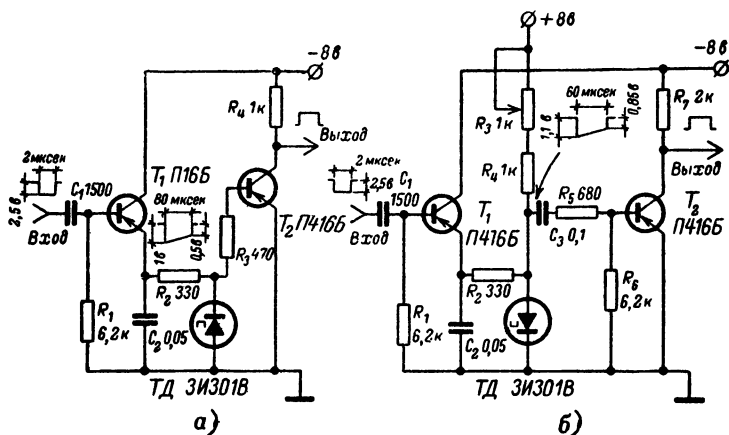 -8в
R4 1к
Выход
2мксек
C1 1500
T1 П16Б
2,5в
Вход
80 мксек
1в
0,5в
T2 П416Б
R3 470
R2 330
R1
6,2к
C2 0,05
ТД ЗИ301В
а)
+8в
-8в
60 мксек
0,85в
1,1в
R3 1к
R7 2к
Выход
R4 1к
2 мксек
2,5в
C1
1500
Вход
T1
П416Б
R5 680
C3 0,1
T2
П416Б
R2 330
R6
6,2к
R1
6,2к
C2 0,05
ТД ЗИ301В
б)